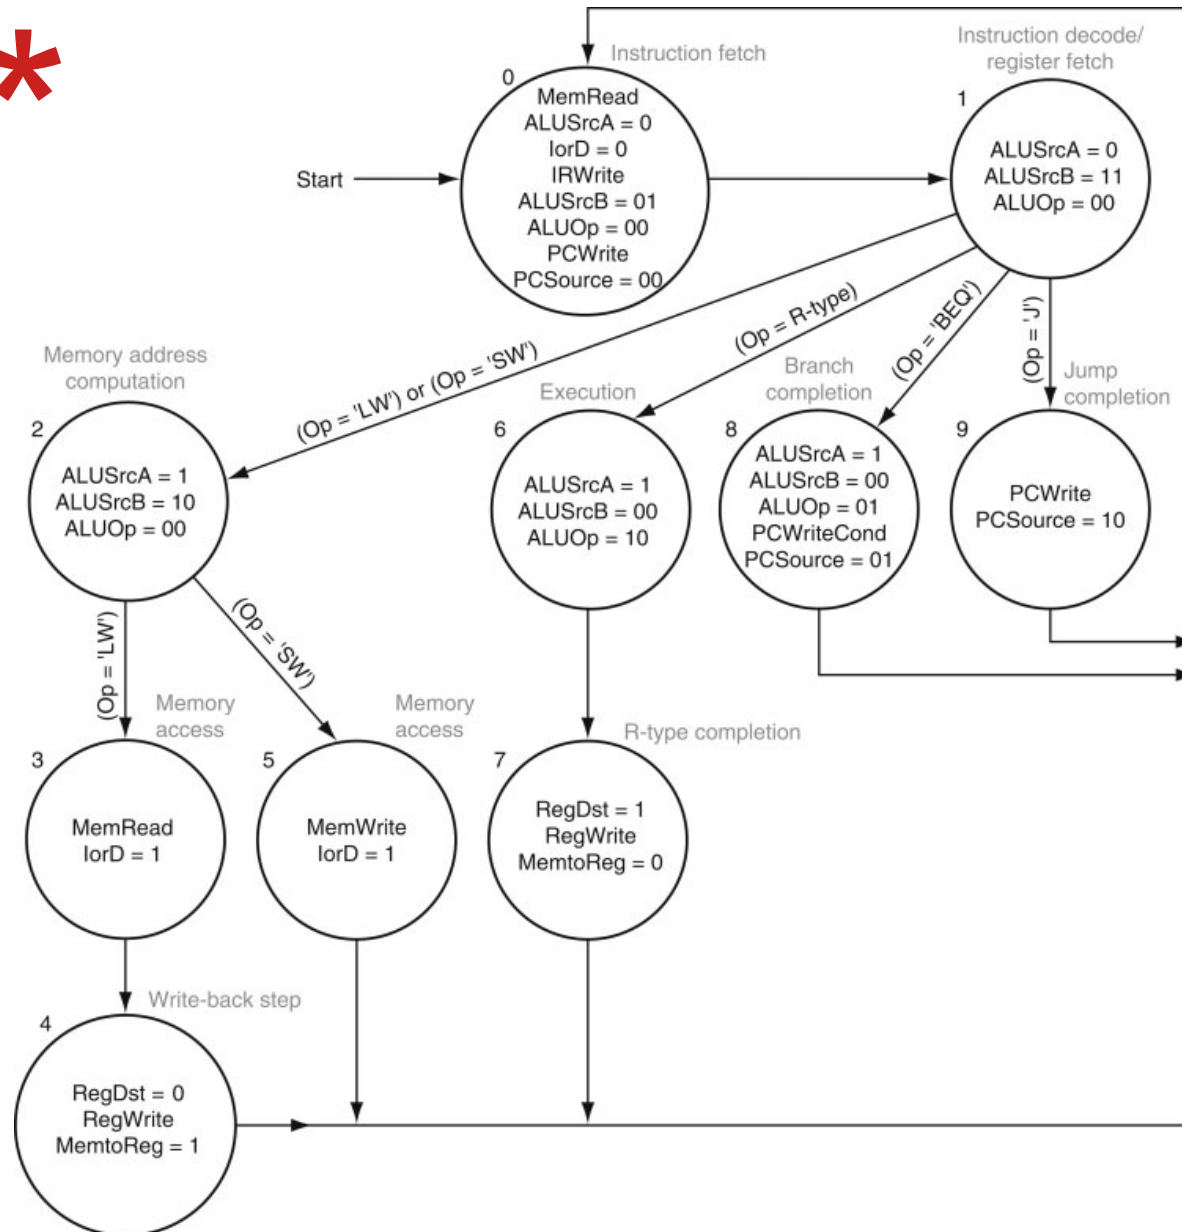 *
Instruction fetch
0
MemRead
ALUSrcA = 0
IorD = 0
IRWrite
ALUSrcB = 01
ALUOp = 00
PCWrite
PCSource = 00
Start
Instruction decode/
register fetch
1
ALUSrcA = 0
ALUSrcB = 11
ALUOp = 00
(Op = 'LW') or (Op = 'SW')
(Op = R-type)
(Op = 'BEQ')
(Op = 'J')
Memory address
computation
2
ALUSrcA = 1
ALUSrcB = 10
ALUOp = 00
Execution
6
ALUSrcA = 1
ALUSrcB = 00
ALUOp = 10
Branch
completion
8
ALUSrcA = 1
ALUSrcB = 00
ALUOp = 01
PCWriteCond
PCSource = 01
Jump
completion
9
PCWrite
PCSource = 10
(Op = 'LW')
(Op = 'SW')
Memory
access
3
MemRead
IorD = 1
Memory
access
5
MemWrite
IorD = 1
R-type completion
7
RegDst = 1
RegWrite
MemtoReg = 0
Write-back step
4
RegDst = 0
RegWrite
MemtoReg = 1